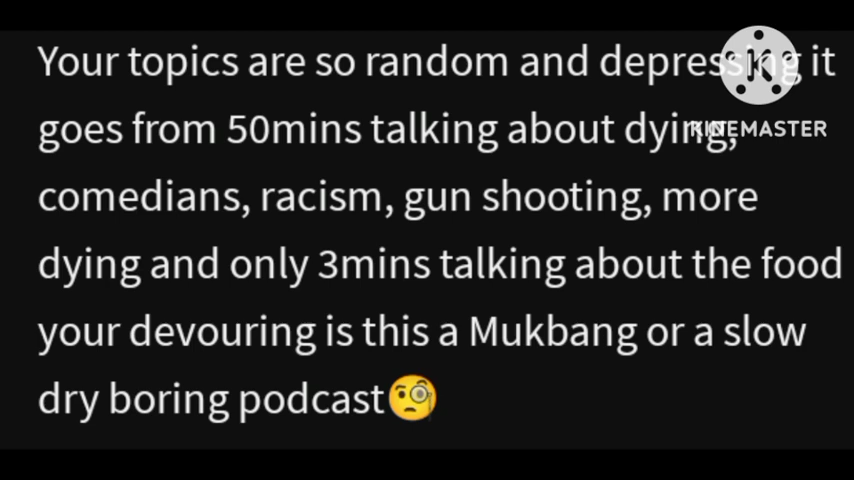 Your topics are so random and depressing it
goes from 50mins talking about dying,
comedians, racism, gun shooting, more
dying and only 3mins talking about the food
your devouring is this a Mukbang or a slow
dry boring podcast🧐
K
KINEMASTER